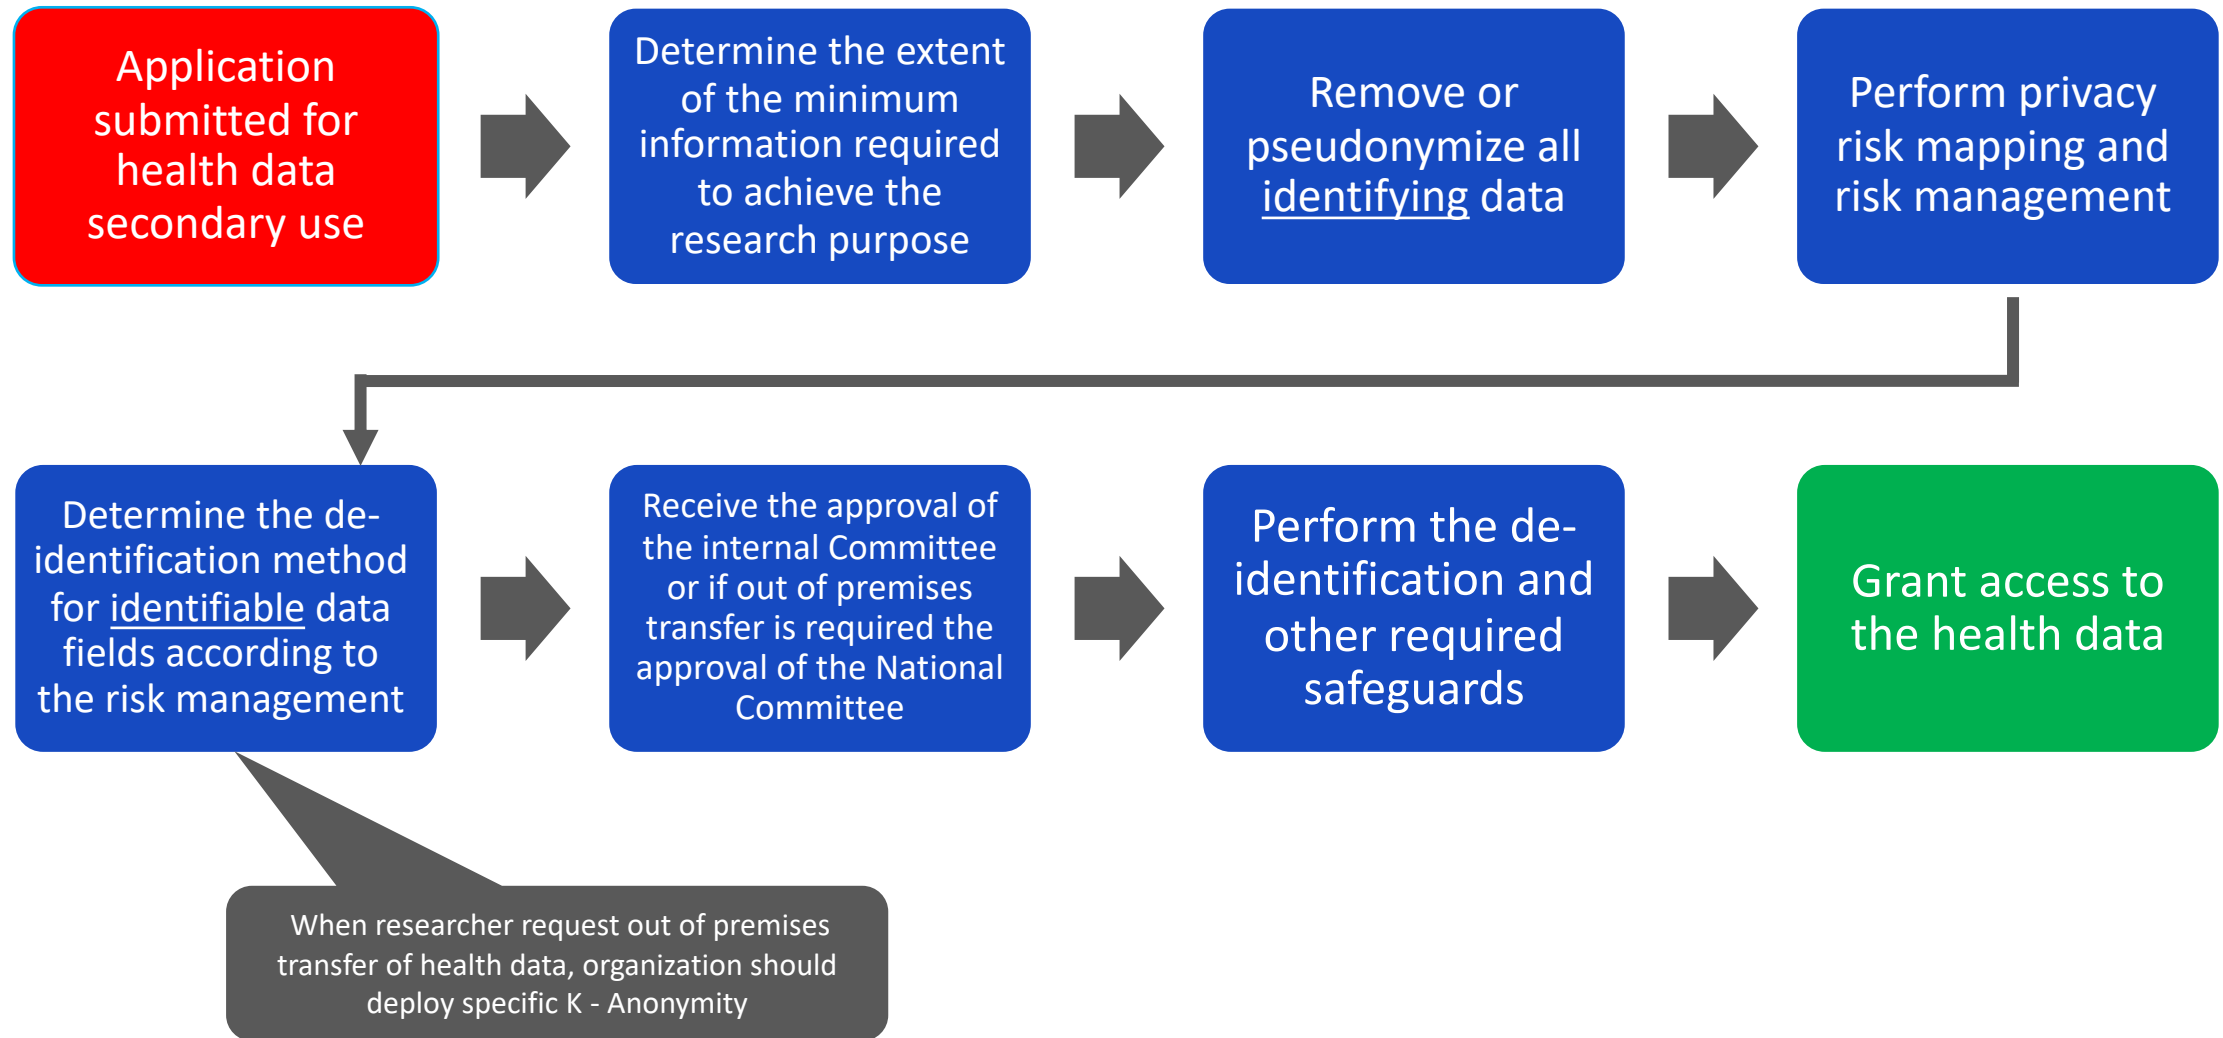 Application
submitted for
health data
secondary use
Determine the extent
of the minimum
information required
to achieve the
research purpose
Remove or
pseudonymize all
identifying data
Perform privacy
risk mapping and
risk management
Determine the de-
identification method
for identifiable data
fields according to
the risk management
Receive the approval of
the internal Committee
or if out of premises
transfer is required the
approval of the National
Committee
Perform the de-
identification and
other required
safeguards
Grant access to
the health data
When researcher request out of premises
transfer of health data, organization should
deploy specific K - Anonymity